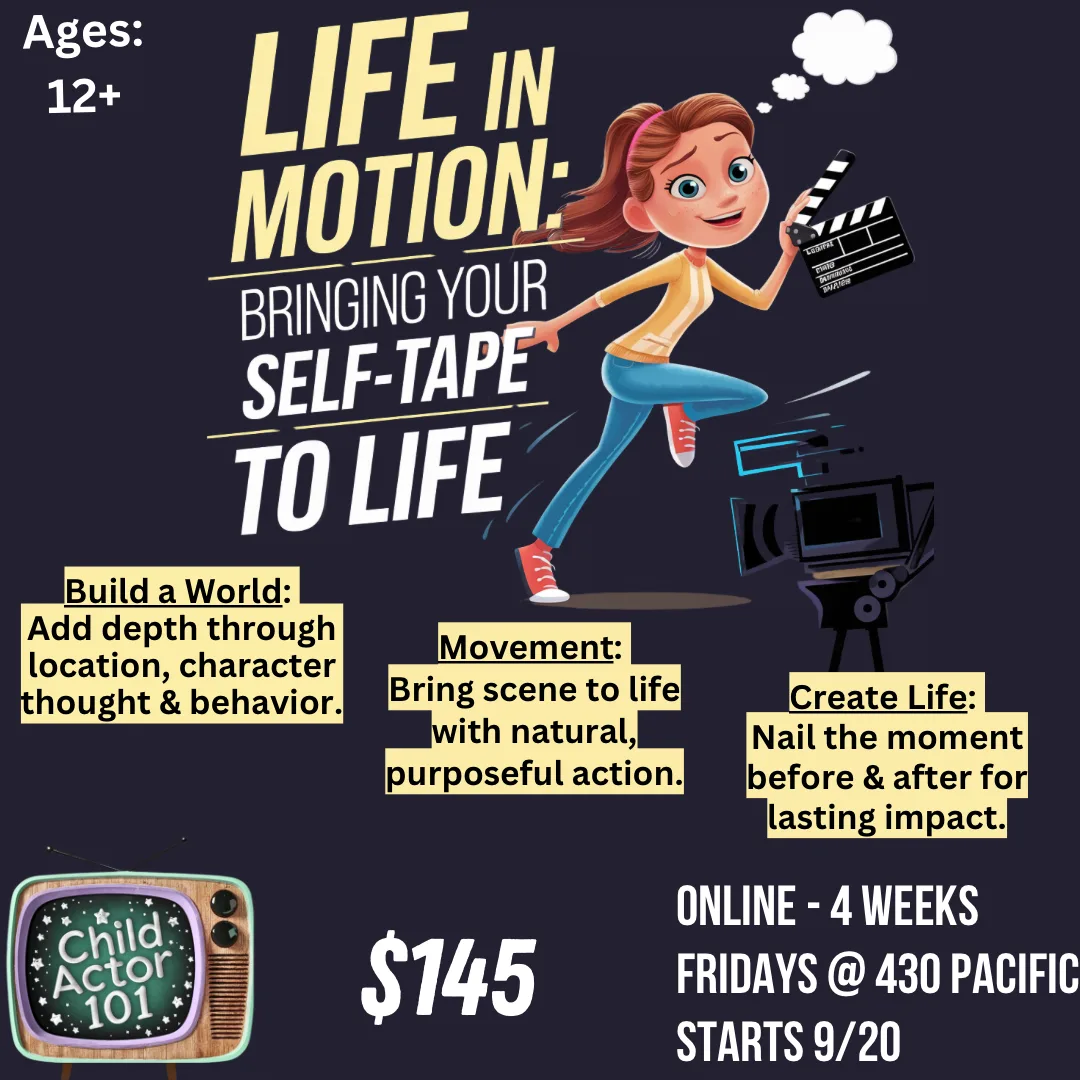 Ages:
12+
LIFE IN
MOTION:
BRINGING YOUR
SELF-TAPE
TO LIFE
Build a World:
Add depth through
location, character
thought & behavior.
Movement:
Bring scene to life
with natural,
purposeful action.
Create Life:
Nail the moment
before & after for
lasting impact.
Child
Actor
101
$145
ONLINE - 4 WEEKS
FRIDAYS @ 430 PACIFIC
STARTS 9/20